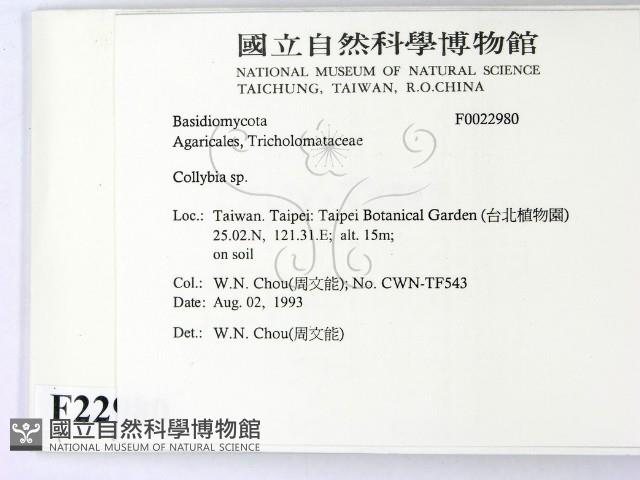 國立自然科學博物館
NATIONAL MUSEUM OF NATURAL SCIENCE
TAICHUNG, TAIWAN, R.O.CHINA
Basidiomycota F0022980
Agaricales, Tricholomataceae
Collybia sp.
Loc.: Taiwan. Taipei: Taipei Botanical Garden (台北植物園)
25.02.N, 121.31.E; alt. 15m;
on soil
Col.: W.N. Chou(周文能); No. CWN-TF543
Date: Aug. 02, 1993
Det.: W.N. Chou(周文能)
F229
國立自然科學博物館
NATIONAL MUSEUM OF NATURAL SCIENCE